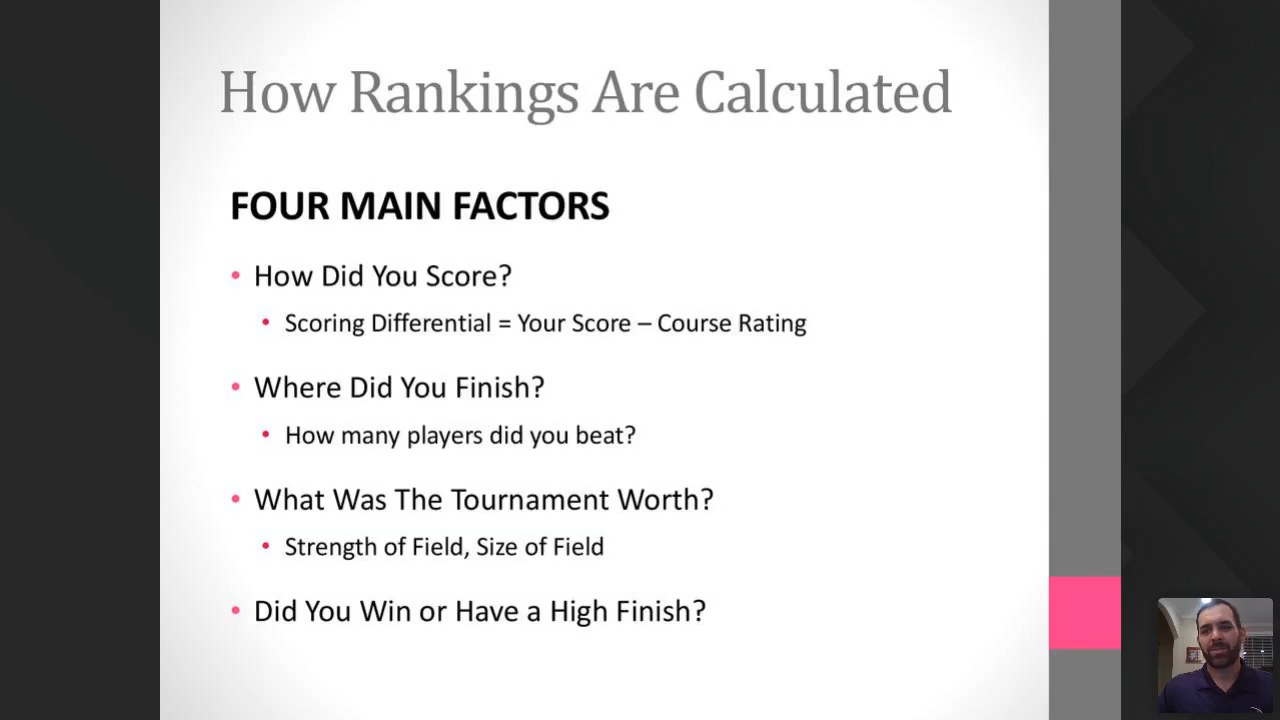 How Rankings Are Calculated
FOUR MAIN FACTORS
• How Did You Score?
• Scoring Differential = Your Score – Course Rating
• Where Did You Finish?
• How many players did you beat?
• What Was The Tournament Worth?
• Strength of Field, Size of Field
• Did You Win or Have a High Finish?